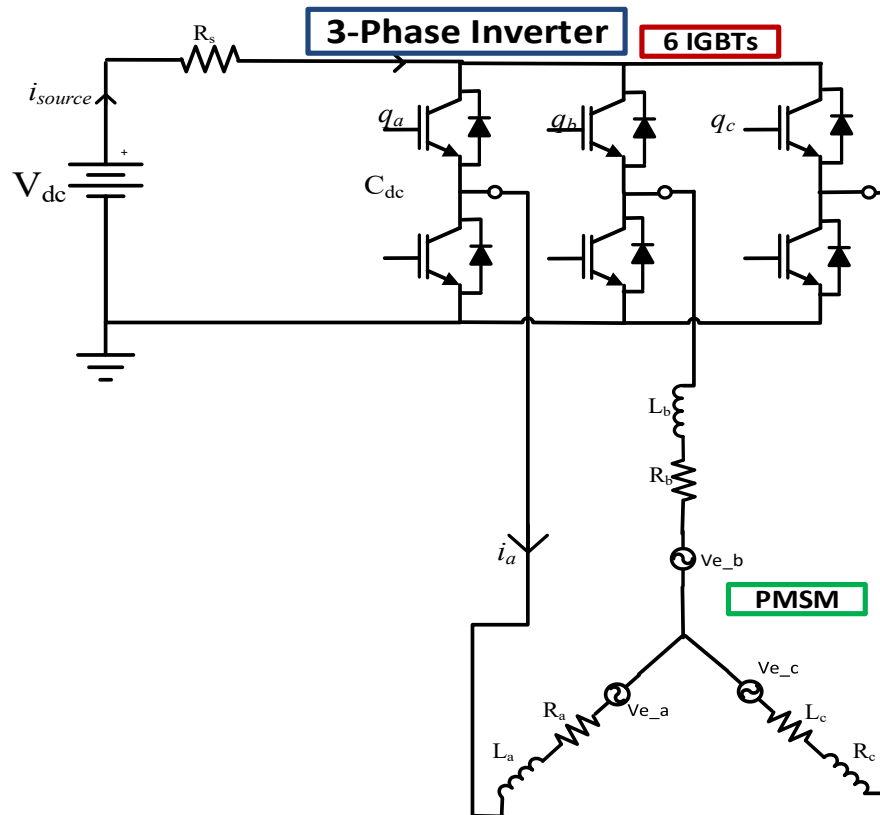 3-Phase Inverter
6 IGBTs
Rs
isource
+
Vdc
qa
qb
qc
Cdc
Lb
Rb
ia
Ve_b
PMSM
Ve_c
Ve_a
Ra
La
Lc
Rc